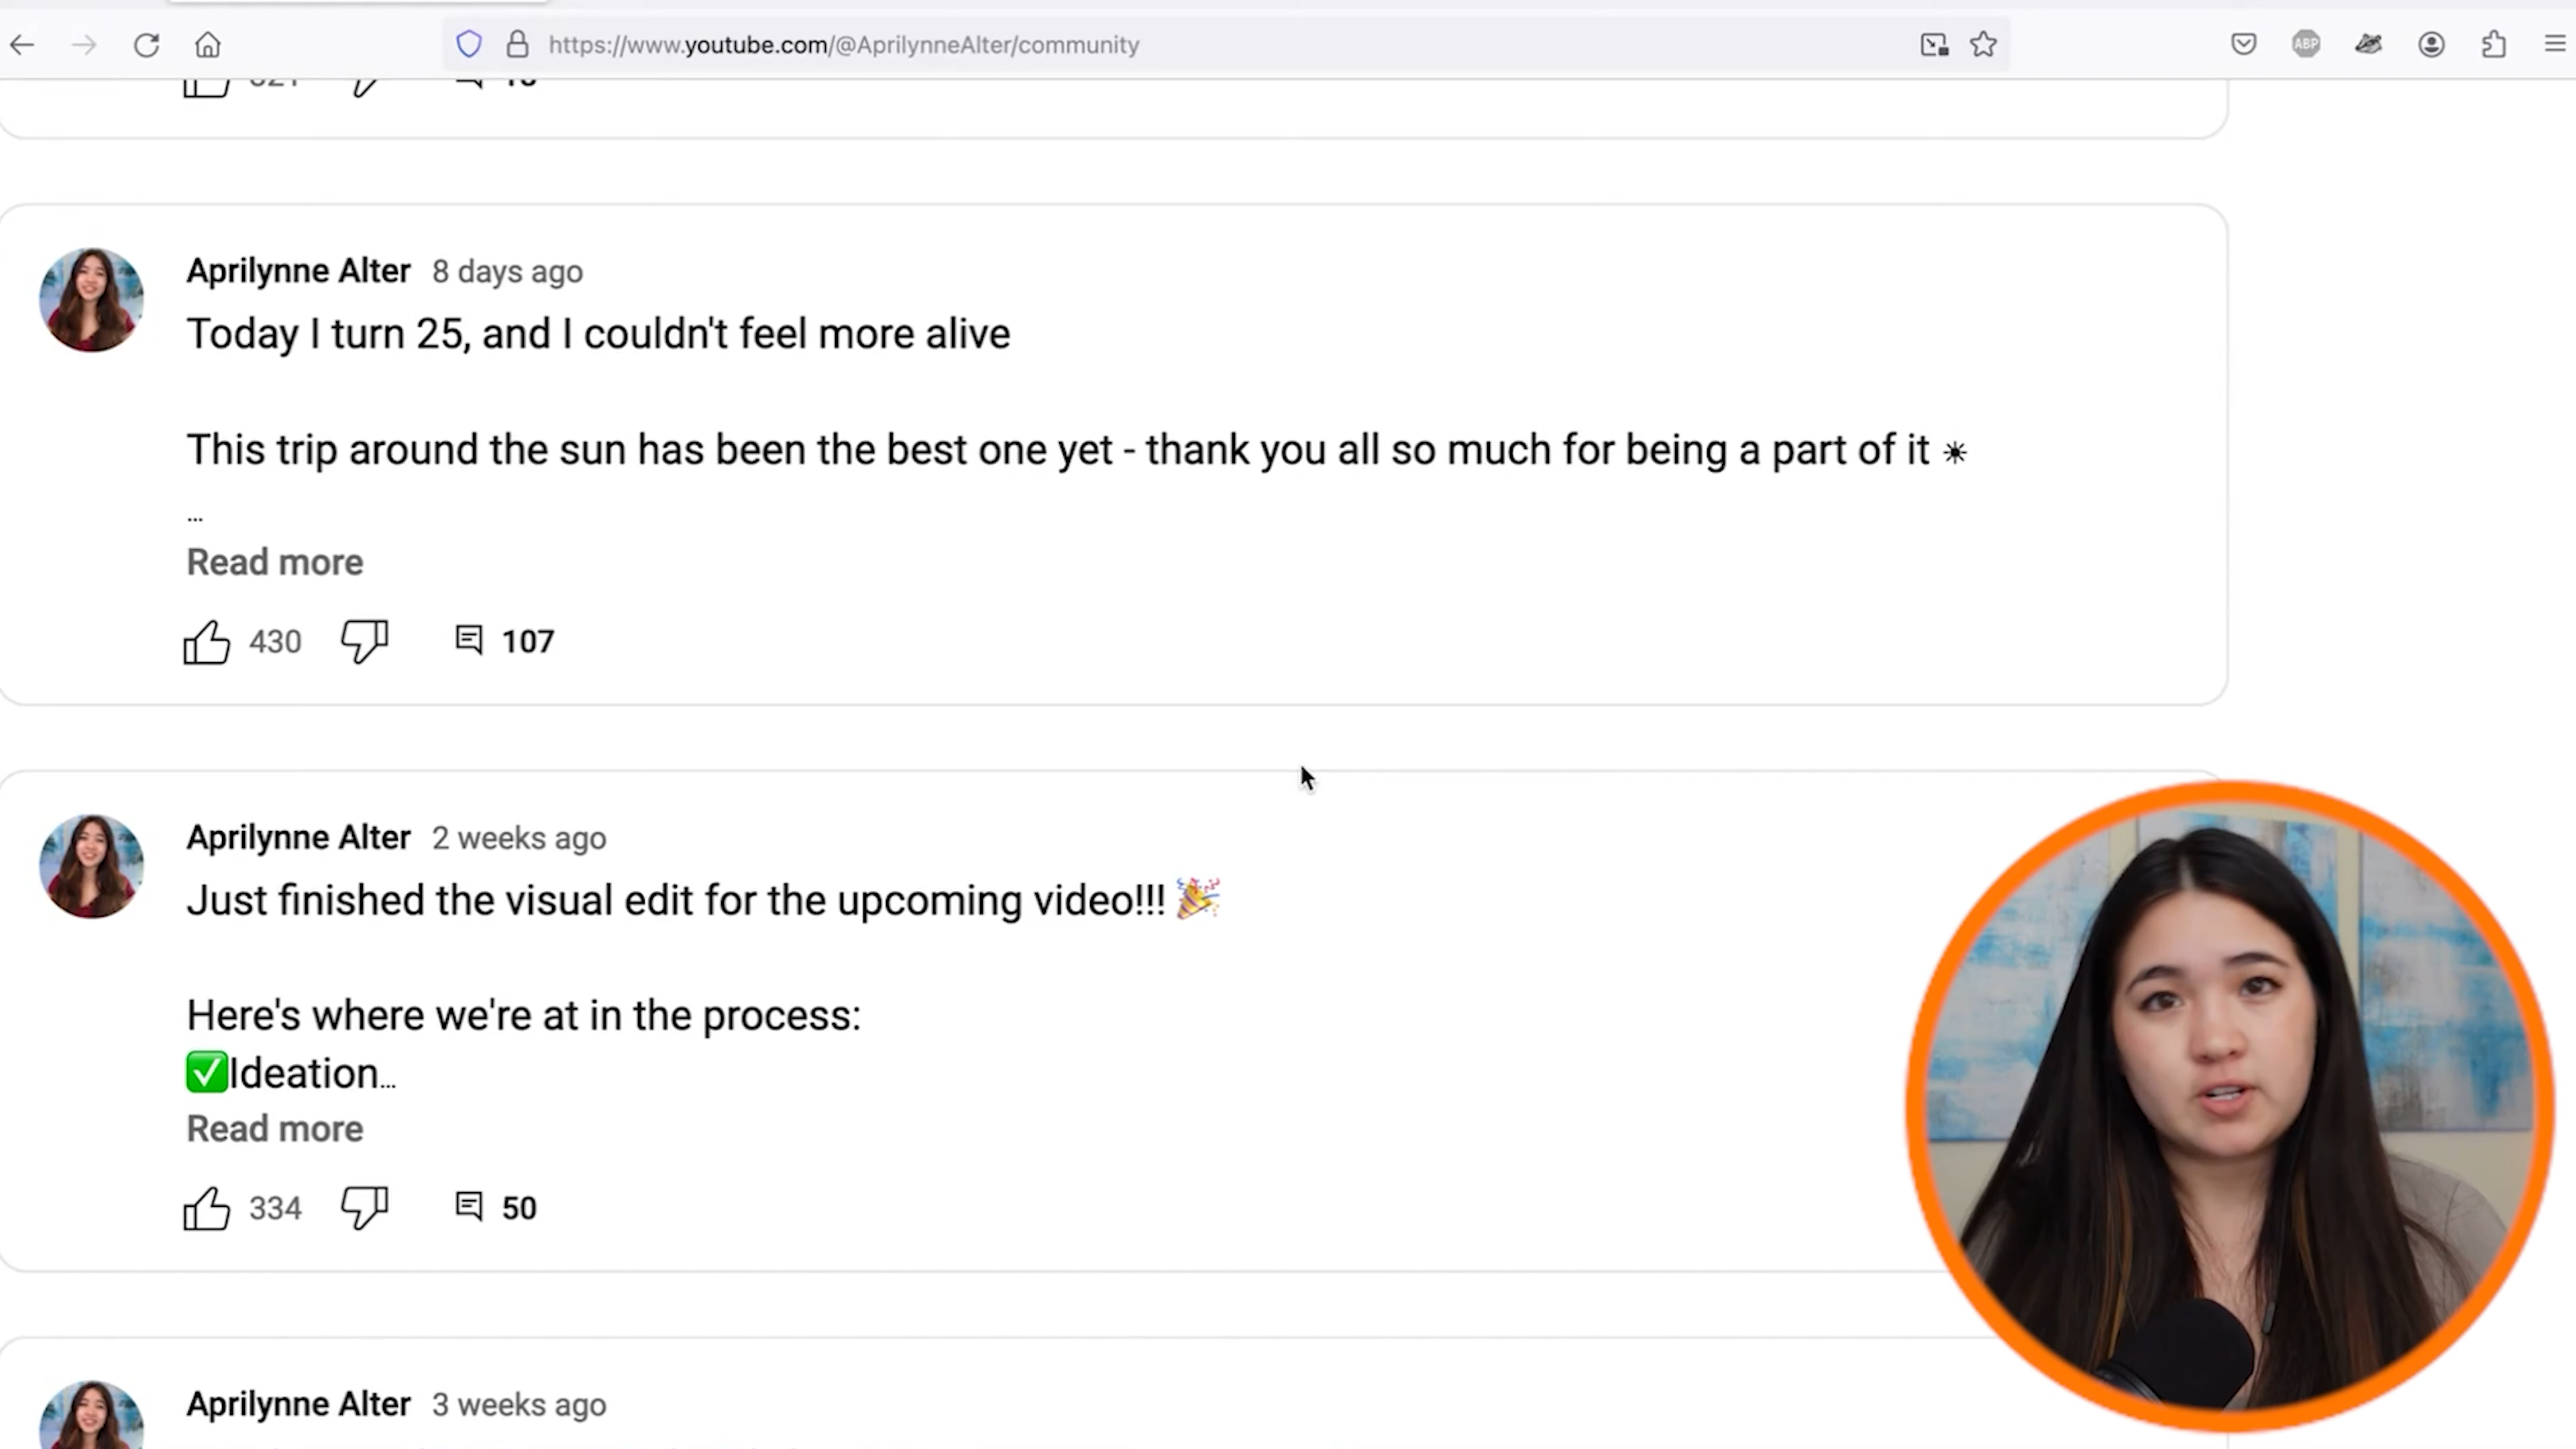 https://www.youtube.com/@AprilynneAlter/community
ABP
Aprilynne Alter 8 days ago
Today I turn 25, and I couldn't feel more alive
This trip around the sun has been the best one yet - thank you all so much for being a part of it ☀
...
Read more
430 107
Aprilynne Alter 2 weeks ago
Just finished the visual edit for the upcoming video!!! 🎉
Here's where we're at in the process:
✅Ideation...
Read more
334 50
Aprilynne Alter 3 weeks ago